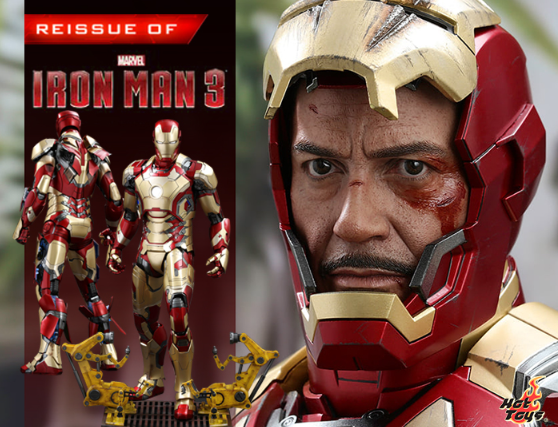 REISSUE OF
MARVEL
IRON MAN 3
Hot
Toys